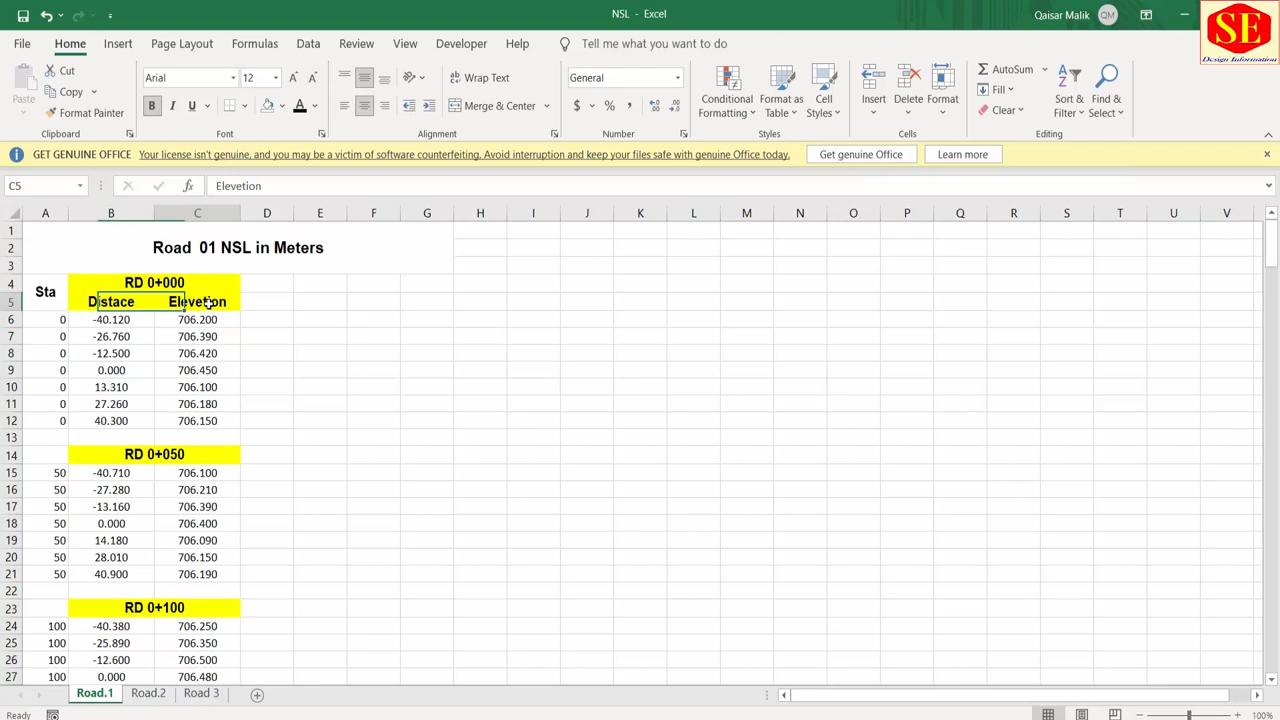 NSL - Excel
Qaisar Malik QM
SE
Design Information
File Home Insert Page Layout Formulas Data Review View Developer Help Tell me what you want to do
Paste
Cut
Copy
Format Painter
Clipboard
Arial 12
B I U
Font
Wrap Text
Merge & Center
Alignment
General
$ % ,
Number
Conditional Formatting
Format as Table
Cell Styles
Styles
Insert Delete Format
Cells
AutoSum
Fill
Clear
Sort & Filter
Find & Select
Editing
GET GENUINE OFFICE Your license isn't genuine, and you may be a victim of software counterfeiting. Avoid interruption and keep your files safe with genuine Office today. Get genuine Office Learn more
C5 fx Elevetion
A B C D E F G H I J K L M N O P Q R S T U V
1
2 Road 01 NSL in Meters
3
4 Sta RD 0+000
5 Distace Elevetion
6 0 -40.120 706.200
7 0 -26.760 706.390
8 0 -12.500 706.420
9 0 0.000 706.450
10 0 13.310 706.100
11 0 27.260 706.180
12 0 40.300 706.150
13
14 RD 0+050
15 50 -40.710 706.100
16 50 -27.280 706.210
17 50 -13.160 706.390
18 50 0.000 706.400
19 50 14.180 706.090
20 50 28.010 706.150
21 50 40.900 706.190
22
23 RD 0+100
24 100 -40.380 706.250
25 100 -25.890 706.350
26 100 -12.600 706.500
27 100 0.000 706.480
Road.1 Road.2 Road 3
Ready 100%